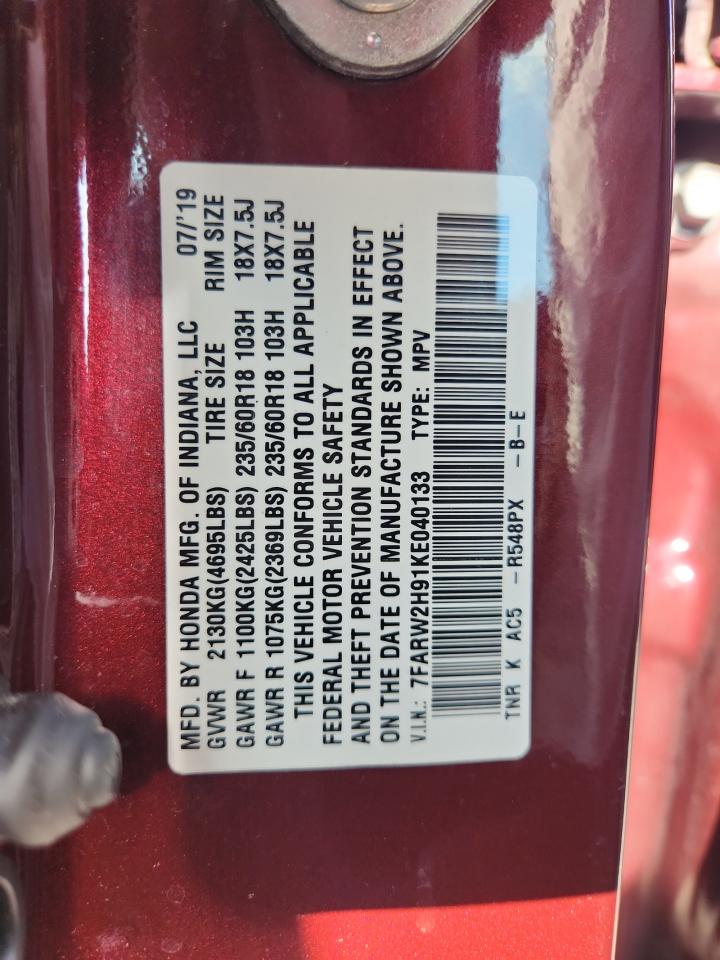 MFD. BY HONDA MFG. OF INDIANA, LLC 07/'19
GVWR 2130KG(4695LBS) TIRE SIZE RIM SIZE
GAWR F 1100KG(2425LBS) 235/60R18 103H 18X7.5J
GAWR R 1075KG(2369LBS) 235/60R18 103H 18X7.5J
THIS VEHICLE CONFORMS TO ALL APPLICABLE
FEDERAL MOTOR VEHICLE SAFETY
AND THEFT PREVENTION STANDARDS IN EFFECT
ON THE DATE OF MANUFACTURE SHOWN ABOVE.
V.I.N.: 7FARW2H91KE040133 TYPE: MPV
TNR K AC5 -R548PX -B-E